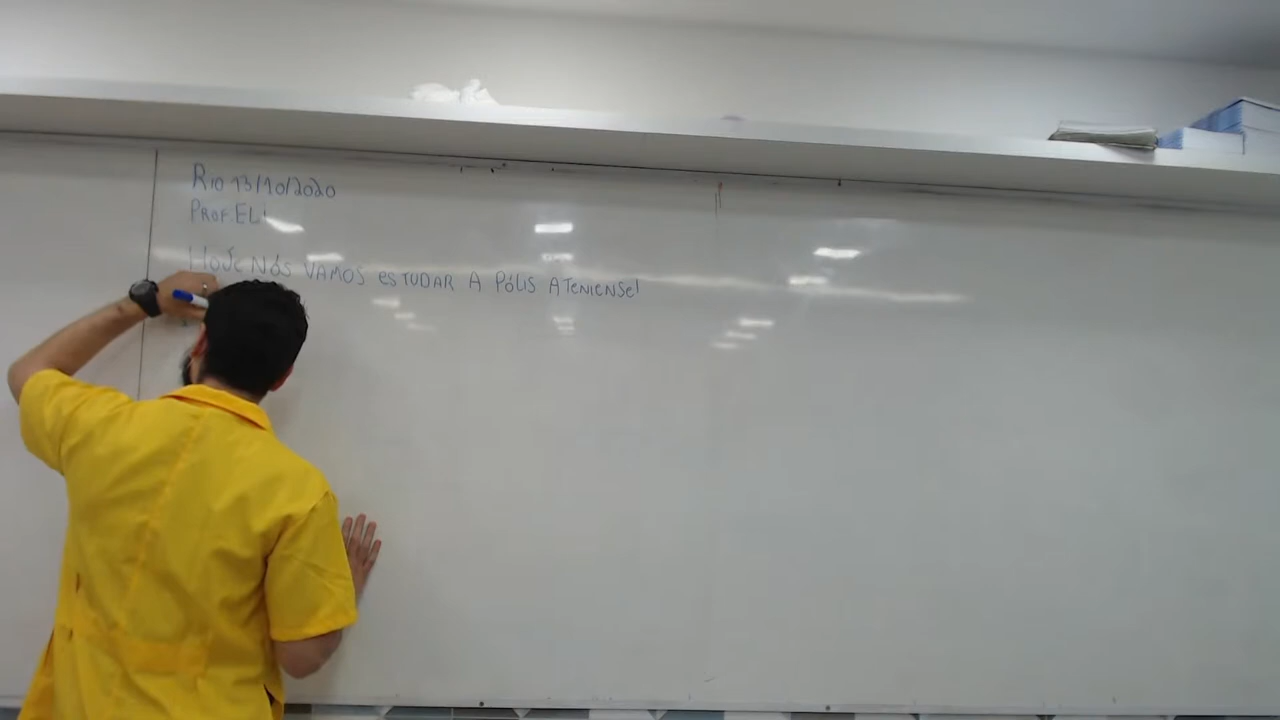 Rio 13/10/2020
PROF. ELI
HOJE NÓS VAMOS ESTUDAR A PÓLIS ATENIENSE!